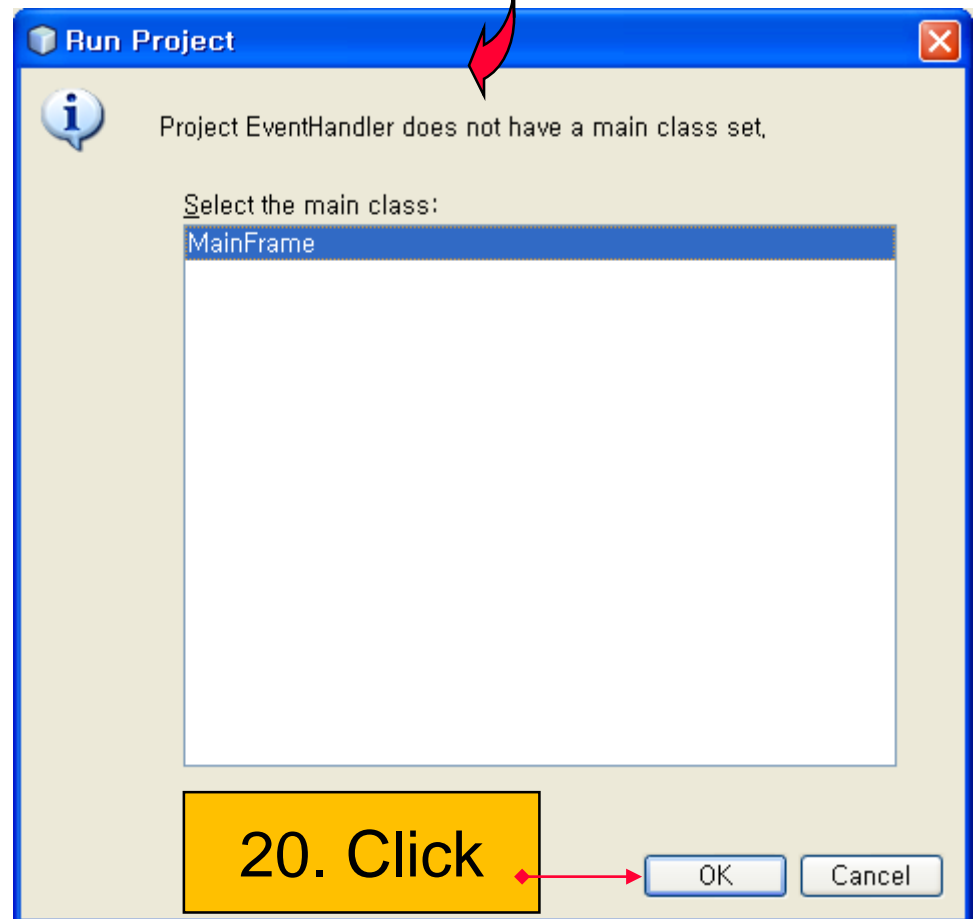 Run Project
Project EventHandler does not have a main class set,
Select the main class:
MainFrame
20. Click
OK
Cancel